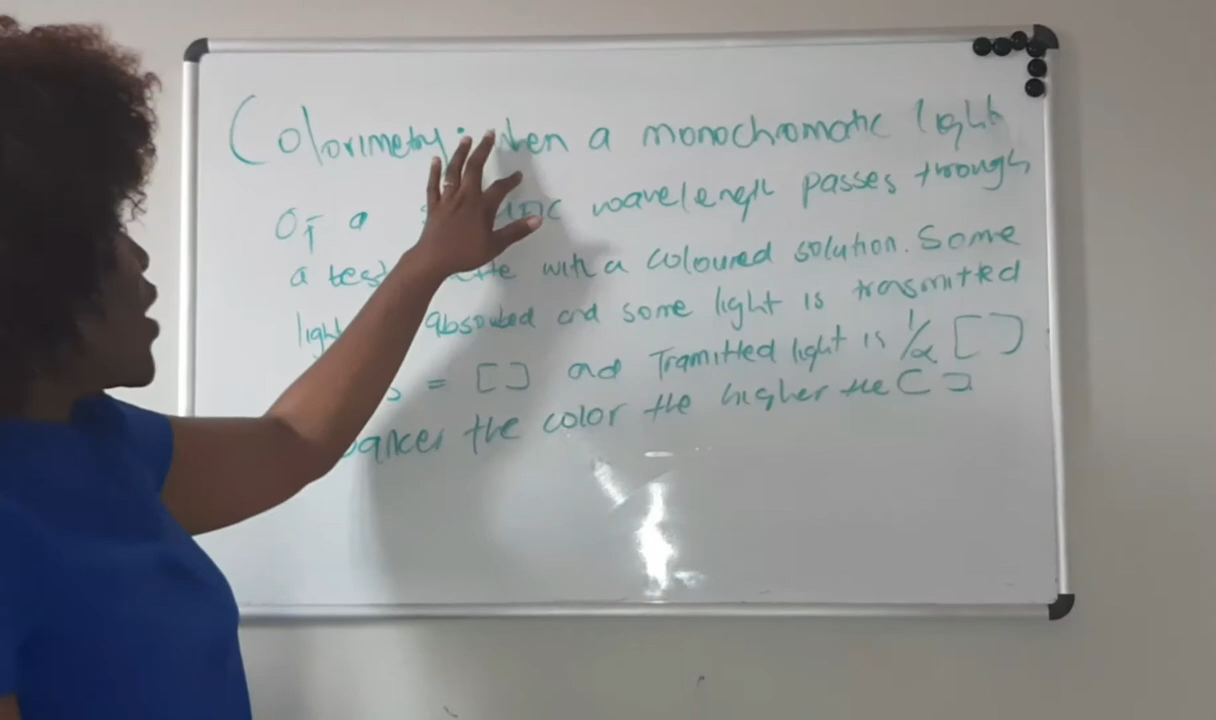 Colorimetry: when a monochromatic light
Of a wavelength passes through
a test with a coloured solution. Some
light absorbed and some light is trasmitted
= [ ] and Tramitted light is 1/α [ ]
the color the higher the [ ]